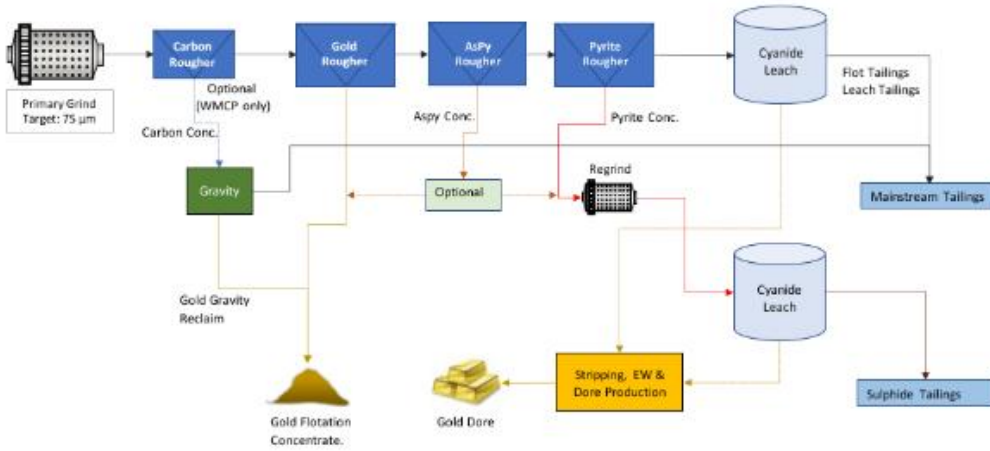 Carbon
Rougher
Gold
Rougher
AsPy
Rougher
Pyrite
Rougher
Cyanide
Leach
Flot Tailings
Leach Tailings
Primary Grind
Target: 75 µm
Optional
(WMCP only)
Carbon Conc.
Aspy Conc.
Pyrite Conc.
Gravity
Optional
Regrind
Mainstream Tailings
Gold Gravity
Reclaim
Cyanide
Leach
Stripping, EW &
Dore Production
Sulphide Tailings
Gold Flotation
Concentrate.
Gold Dore